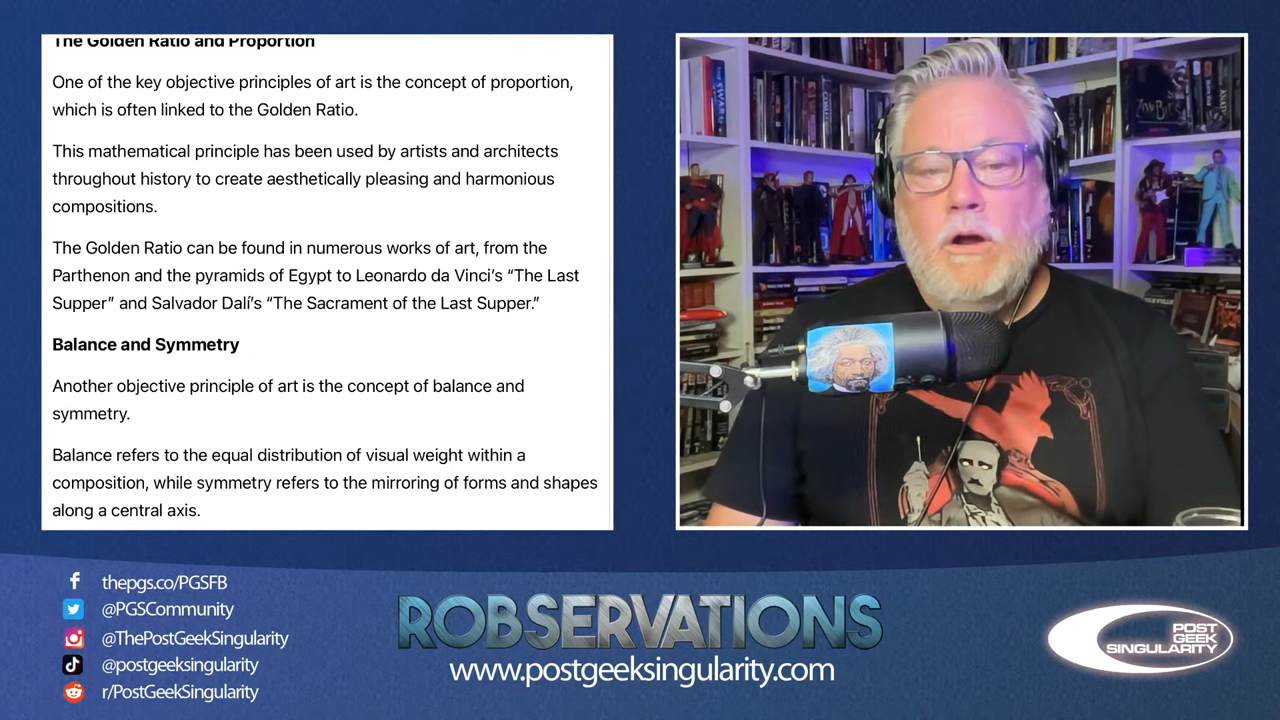 The Golden Ratio and Proportion
One of the key objective principles of art is the concept of proportion,
which is often linked to the Golden Ratio.
This mathematical principle has been used by artists and architects
throughout history to create aesthetically pleasing and harmonious
compositions.
The Golden Ratio can be found in numerous works of art, from the
Parthenon and the pyramids of Egypt to Leonardo da Vinci’s “The Last
Supper” and Salvador Dalí’s “The Sacrament of the Last Supper.”
Balance and Symmetry
Another objective principle of art is the concept of balance and
symmetry.
Balance refers to the equal distribution of visual weight within a
composition, while symmetry refers to the mirroring of forms and shapes
along a central axis.
thepgs.co/PGSFB
@PGSCommunity
@ThePostGeekSingularity
@postgeeksingularity
r/PostGeekSingularity
ROBSERVATIONS
www.postgeeksingularity.com
POST
GEEK
SINGULARITY